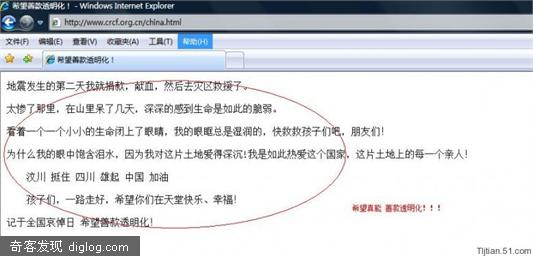 希望善款透明化！ - Windows Internet Explorer
http://www.crcf.org.cn/china.html
文件(F) 编辑(E) 查看(V) 收藏夹(A) 工具(T) 帮助(H)
希望善款透明化！
地震发生的第二天我就捐款，献血，然后去灾区救援了。
太惨了那里，在山里呆了几天，深深的感到生命是如此的脆弱。
看着一个一个小小的生命闭上了眼睛，我的眼眶总是湿润的，快救救孩子们吧，朋友们！
为什么我的眼中饱含泪水，因为我对这片土地爱得深沉！我是如此热爱这个国家，这片土地上的每一个亲人！
汶川 挺住 四川 雄起 中国 加油
孩子们，一路走好，希望你们在天堂快乐、幸福！
希望真能 善款透明化！！！
记于全国哀悼日 希望善款透明化！
奇客发现 diglog.com
Tijtian.51.com